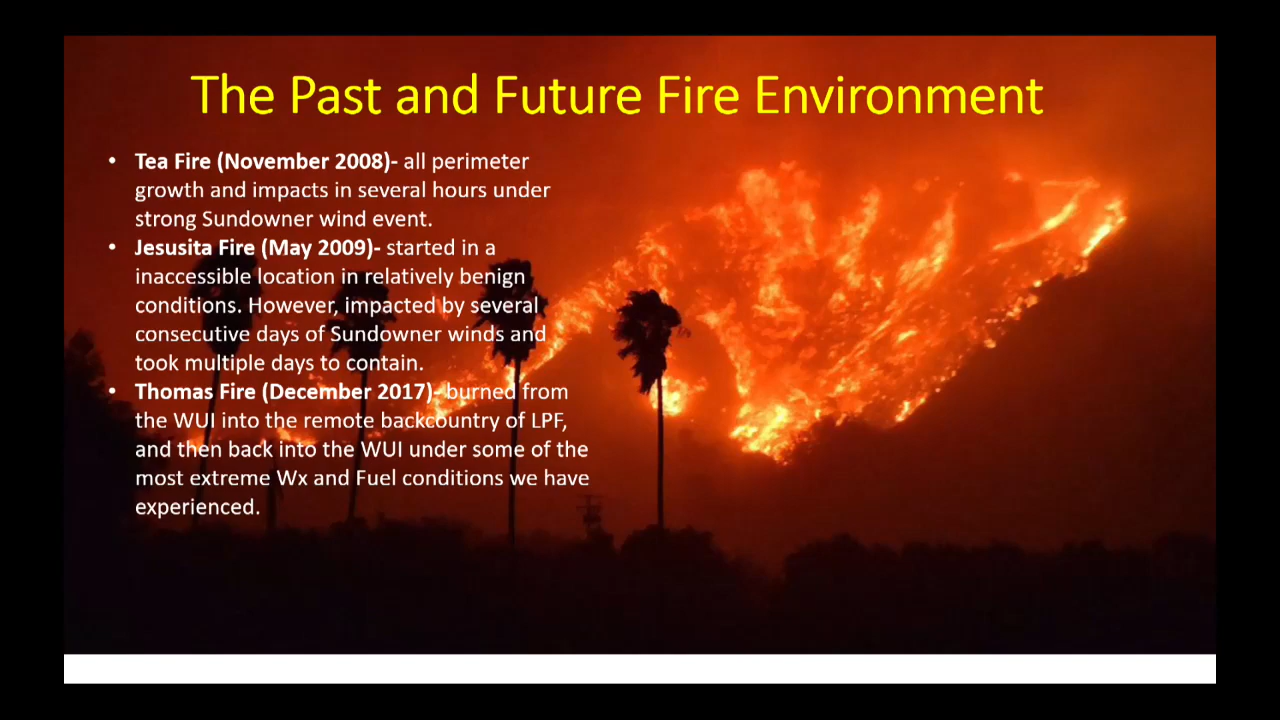 The Past and Future Fire Environment
• Tea Fire (November 2008)- all perimeter
growth and impacts in several hours under
strong Sundowner wind event.
• Jesusita Fire (May 2009)- started in a
inaccessible location in relatively benign
conditions. However, impacted by several
consecutive days of Sundowner winds and
took multiple days to contain.
• Thomas Fire (December 2017)- burned from
the WUI into the remote backcountry of LPF,
and then back into the WUI under some of the
most extreme Wx and Fuel conditions we have
experienced.